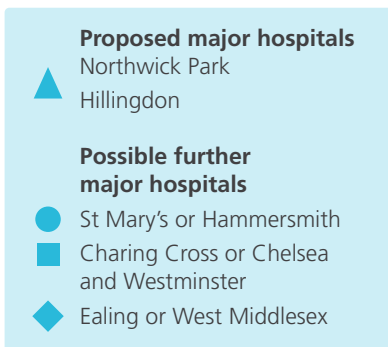 Proposed major hospitals
Northwick Park
Hillingdon
Possible further
major hospitals
St Mary's or Hammersmith
Charing Cross or Chelsea
and Westminster
Ealing or West Middlesex